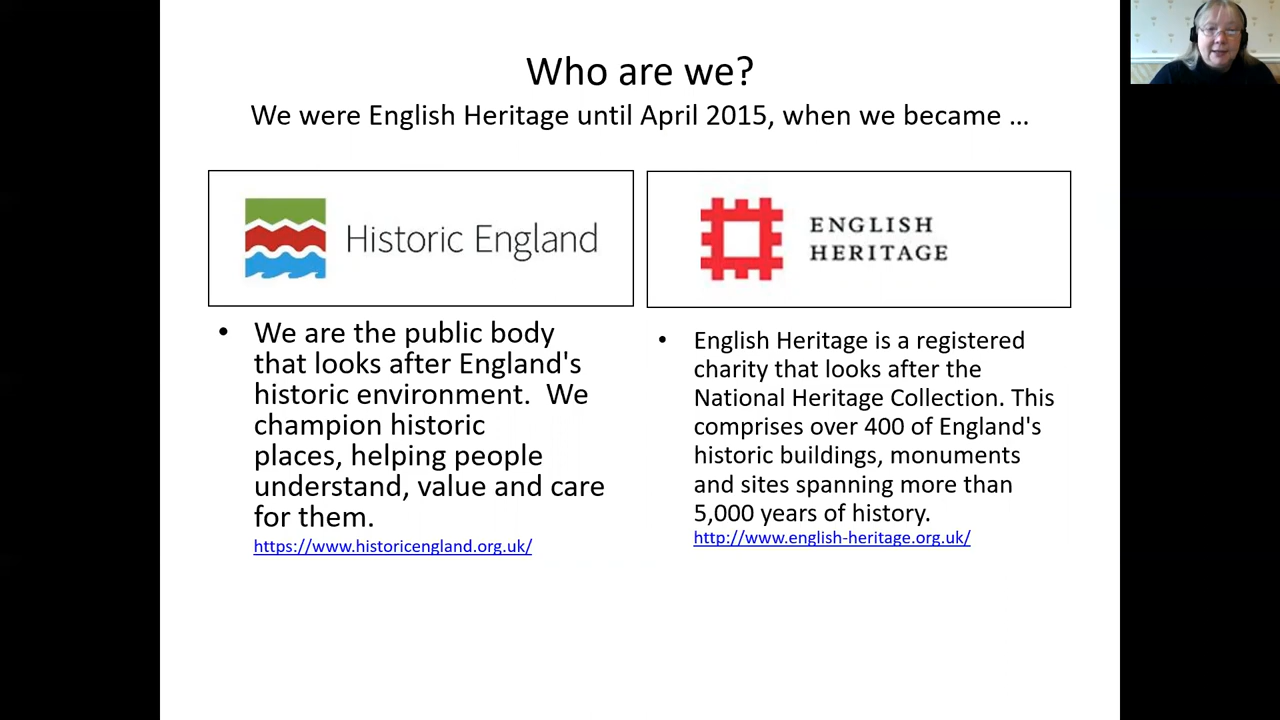 Who are we?
We were English Heritage until April 2015, when we became ...
Historic England
• We are the public body
that looks after England's
historic environment.  We
champion historic
places, helping people
understand, value and care
for them.
https://www.historicengland.org.uk/
ENGLISH
HERITAGE
• English Heritage is a registered
charity that looks after the
National Heritage Collection. This
comprises over 400 of England's
historic buildings, monuments
and sites spanning more than
5,000 years of history.
http://www.english-heritage.org.uk/